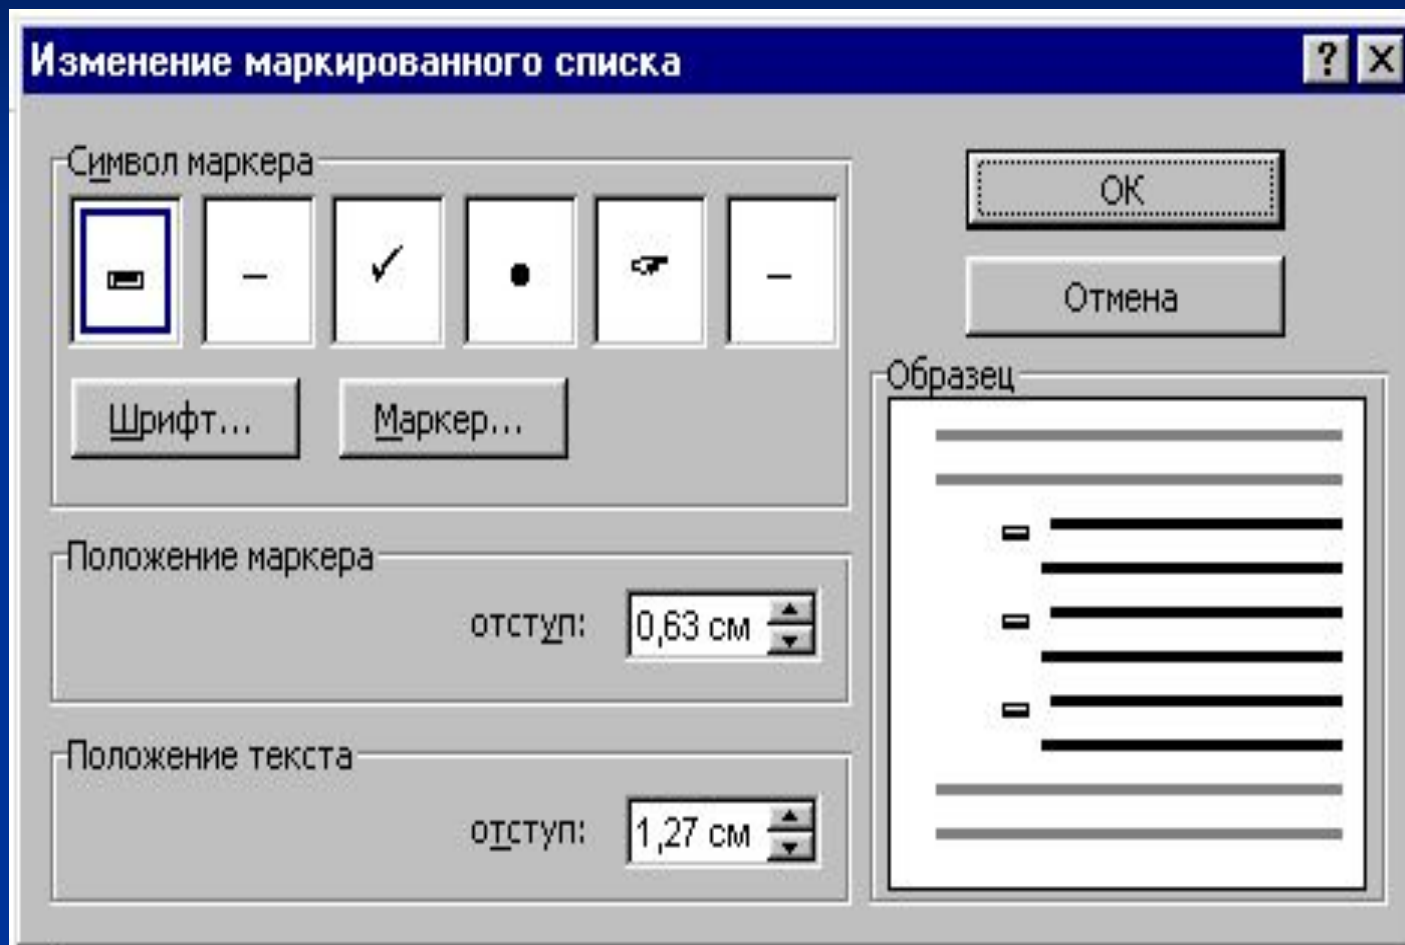 Изменение маркированного списка
Символ маркера
ОК
Отмена
Шрифт...
Маркер...
Образец
Положение маркера
отступ:
0,63 см
Положение текста
отступ:
1,27 см